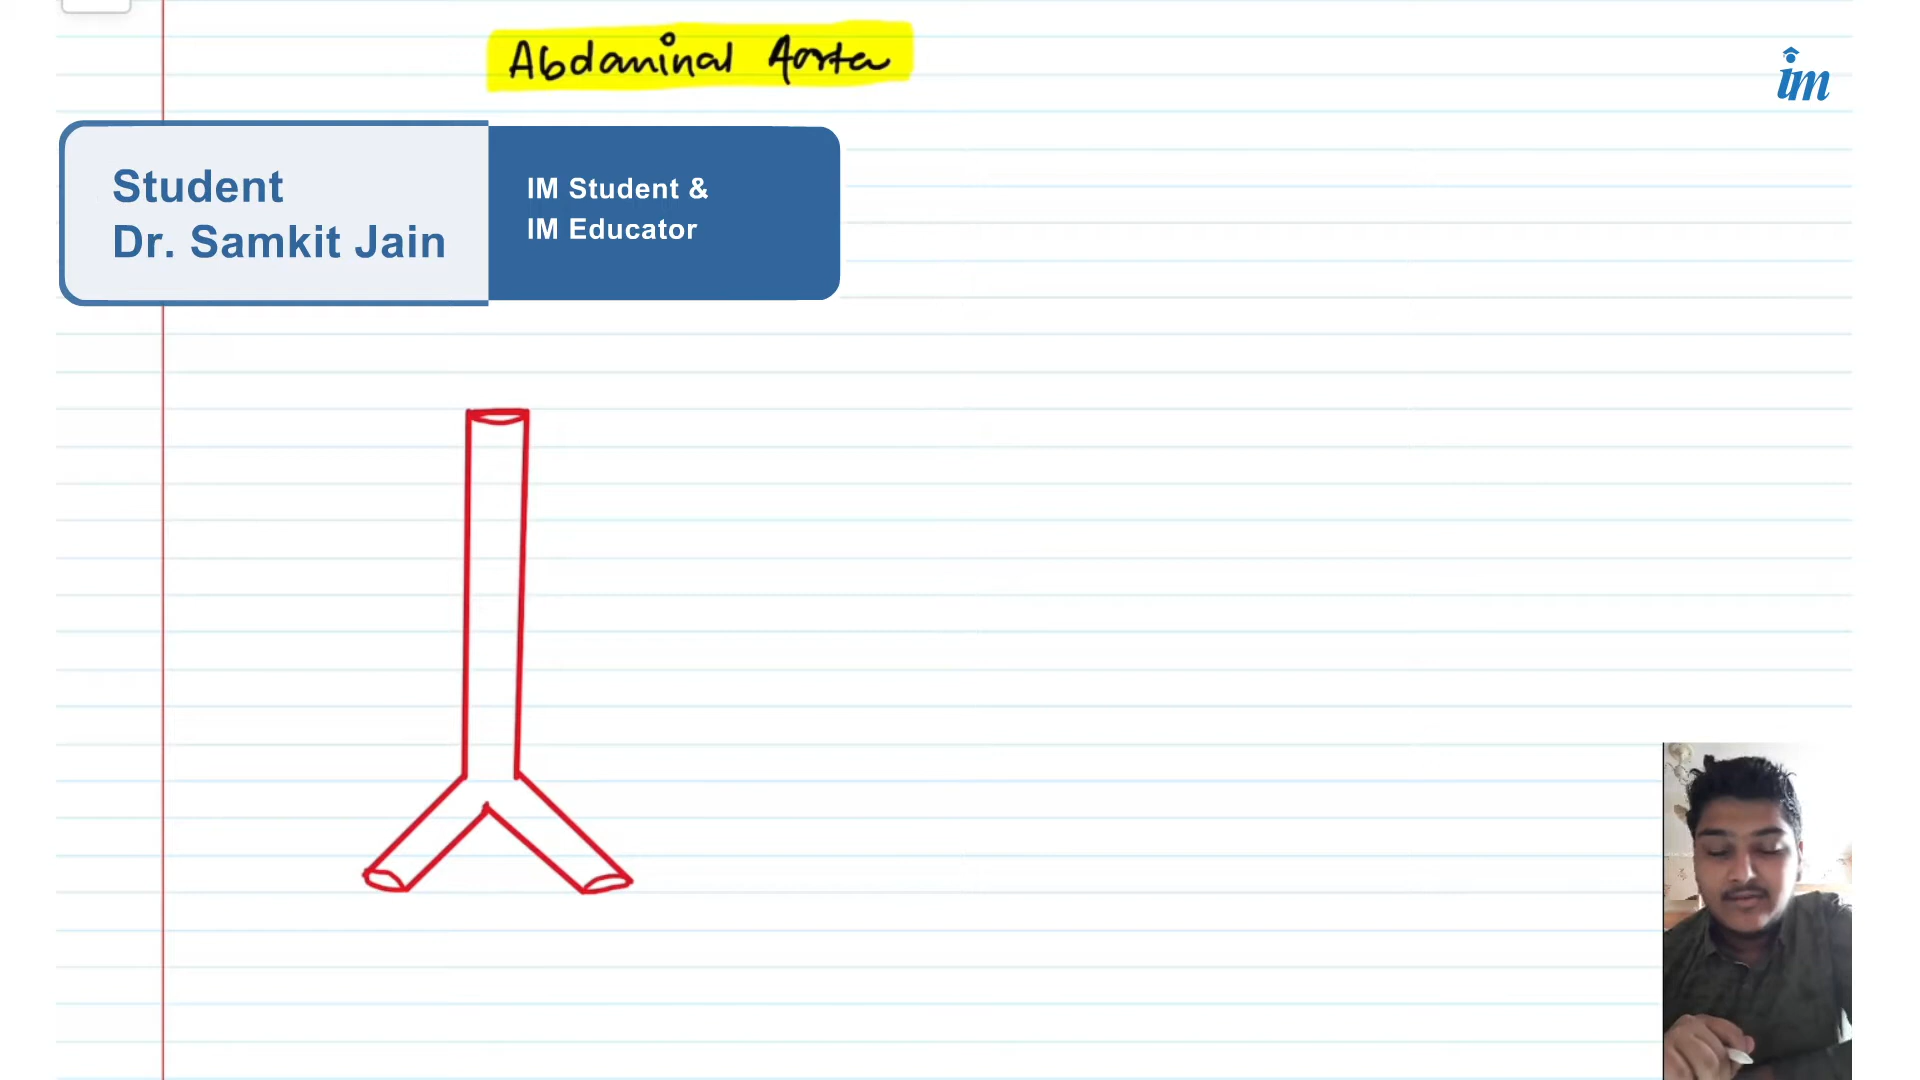 Abdominal Aorta
im
Student
Dr. Samkit Jain
IM Student &
IM Educator